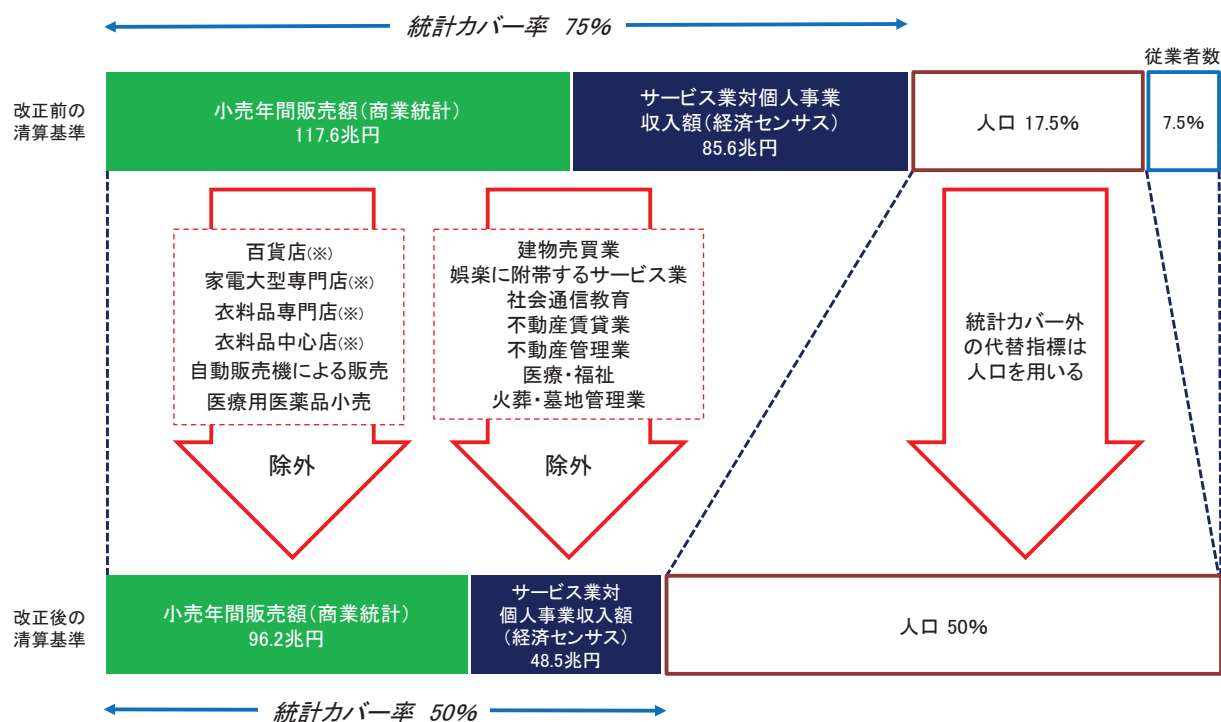 統計カバー率 75%
従業者数
改正前の
清算基準
小売年間販売額(商業統計)
117.6兆円
サービス業対個人事業
収入額(経済センサス)
85.6兆円
人口 17.5%
7.5%
百貨店(※)
家電大型専門店(※)
衣料品専門店(※)
衣料品中心店(※)
自動販売機による販売
医療用医薬品小売
除外
建物売買業
娯楽に附帯するサービス業
社会通信教育
不動産賃貸業
不動産管理業
医療・福祉
火葬・墓地管理業
除外
統計カバー外
の代替指標は
人口を用いる
改正後の
清算基準
小売年間販売額(商業統計)
96.2兆円
サービス業対
個人事業収入額
(経済センサス)
48.5兆円
人口 50%
統計カバー率 50%